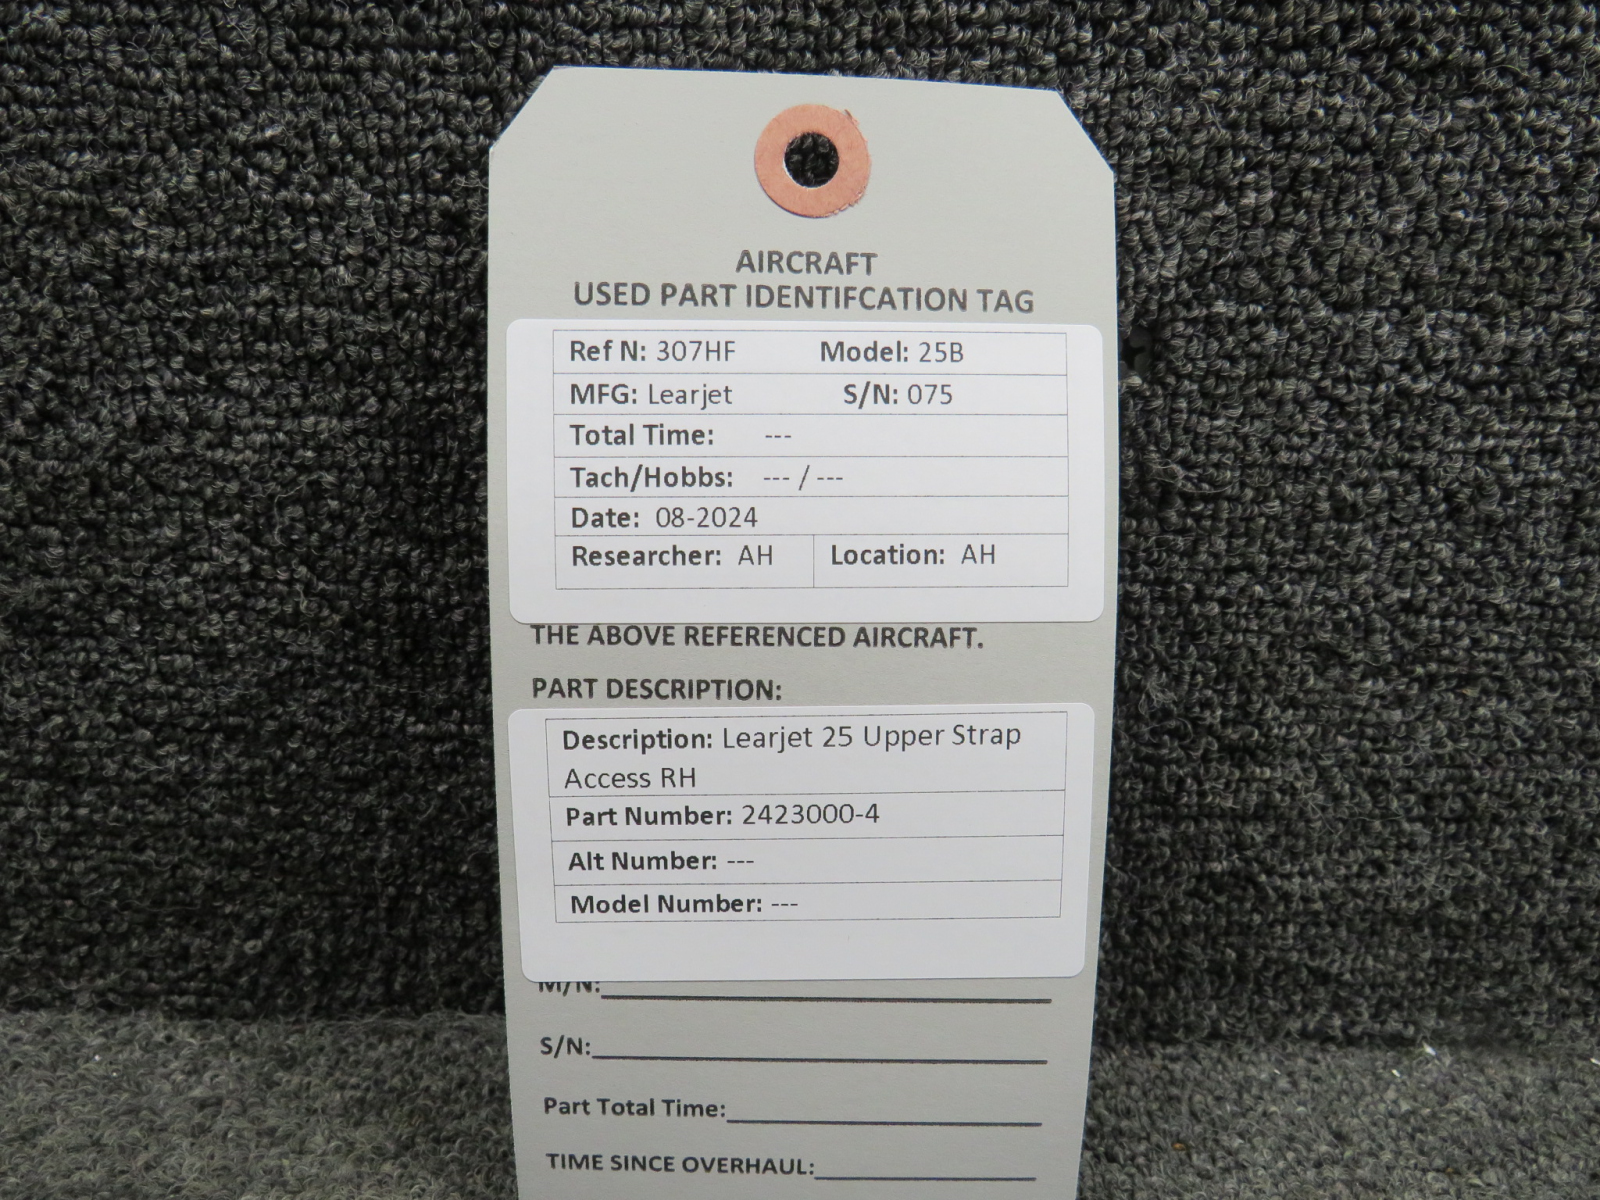 AIRCRAFT
USED PART IDENTIFCATION TAG
Ref N: 307HF Model: 25B
MFG: Learjet S/N: 075
Total Time: ---
Tach/Hobbs: --- / ---
Date: 08-2024
Researcher: AH Location: AH
THE ABOVE REFERENCED AIRCRAFT.
PART DESCRIPTION:
Description: Learjet 25 Upper Strap
Access RH
Part Number: 2423000-4
Alt Number: ---
Model Number: ---
M/N:
S/N:
Part Total Time:
TIME SINCE OVERHAUL: